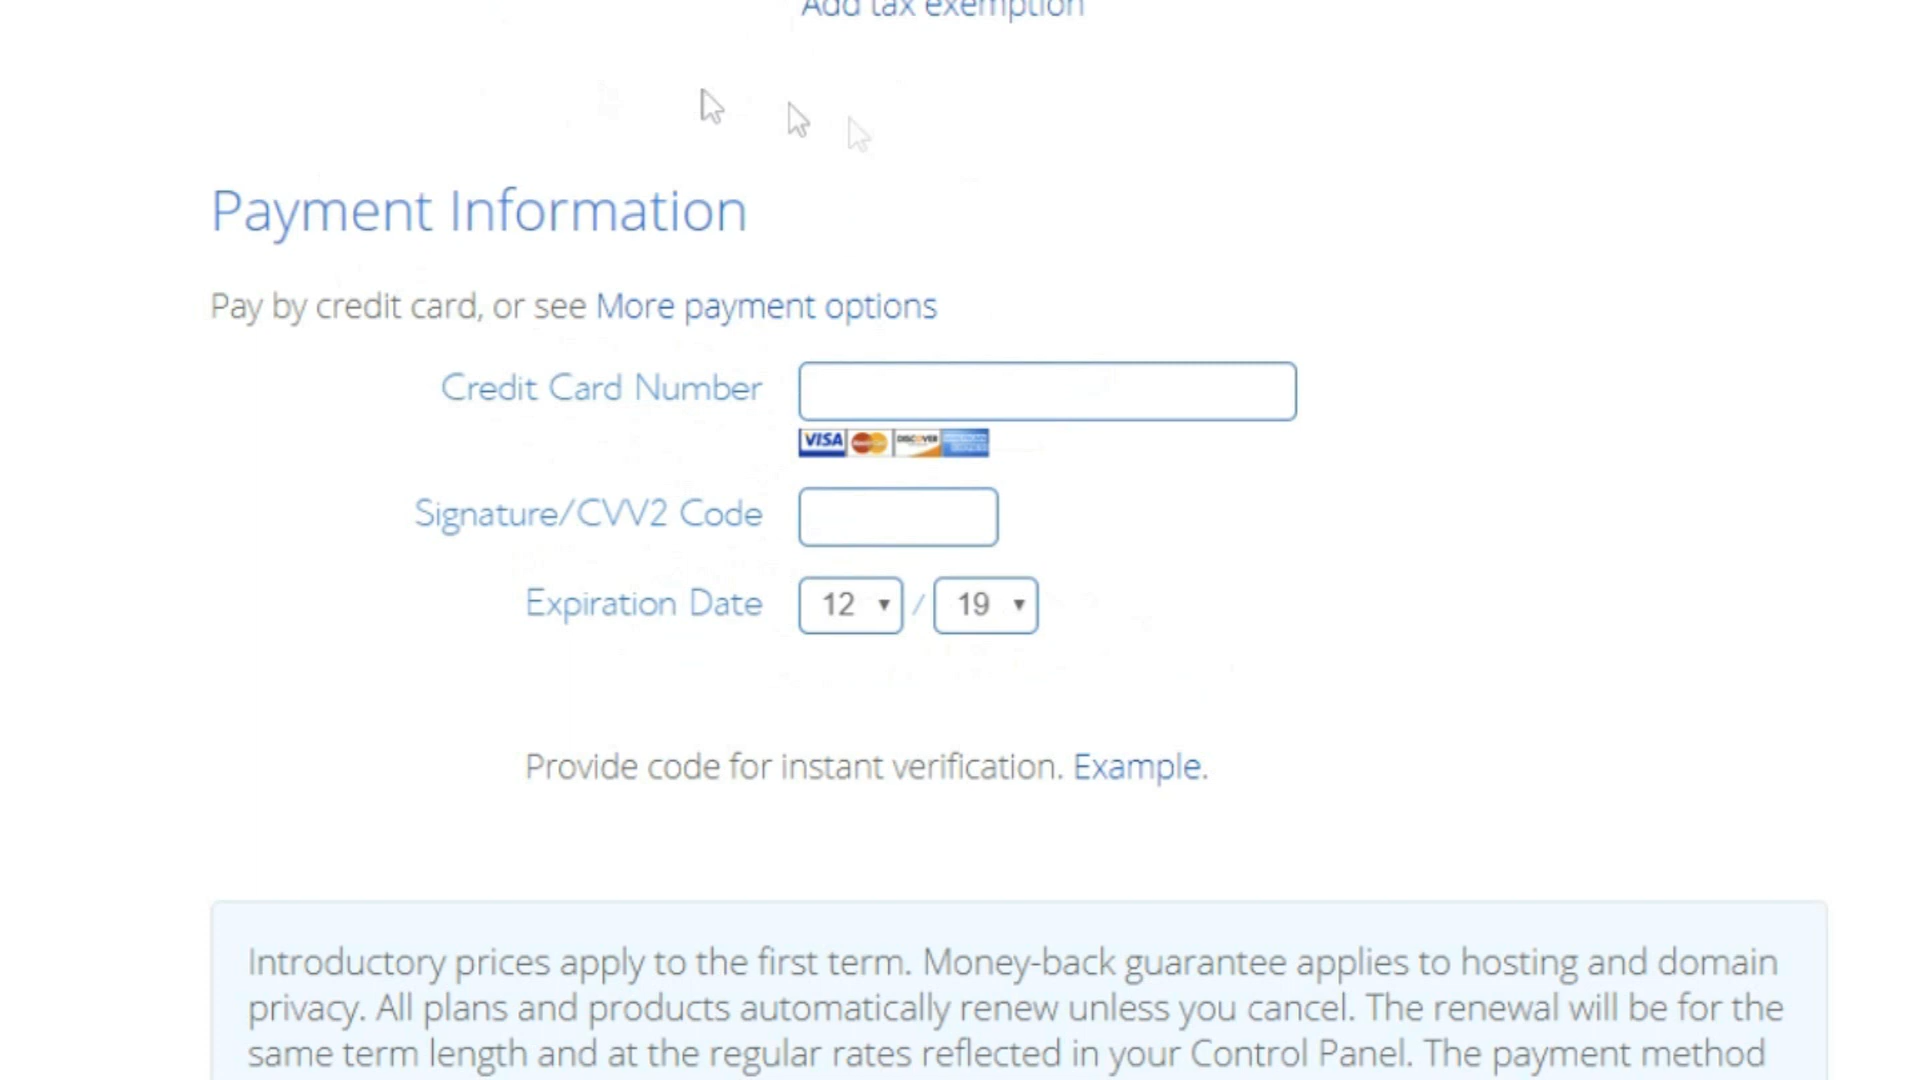 Add tax exemption
Payment Information
Pay by credit card, or see More payment options
Credit Card Number
VISA MasterCard DISCOVER
Signature/CVV2 Code
Expiration Date 12 / 19
Provide code for instant verification. Example.
Introductory prices apply to the first term. Money-back guarantee applies to hosting and domain
privacy. All plans and products automatically renew unless you cancel. The renewal will be for the
same term length and at the regular rates reflected in your Control Panel. The payment method